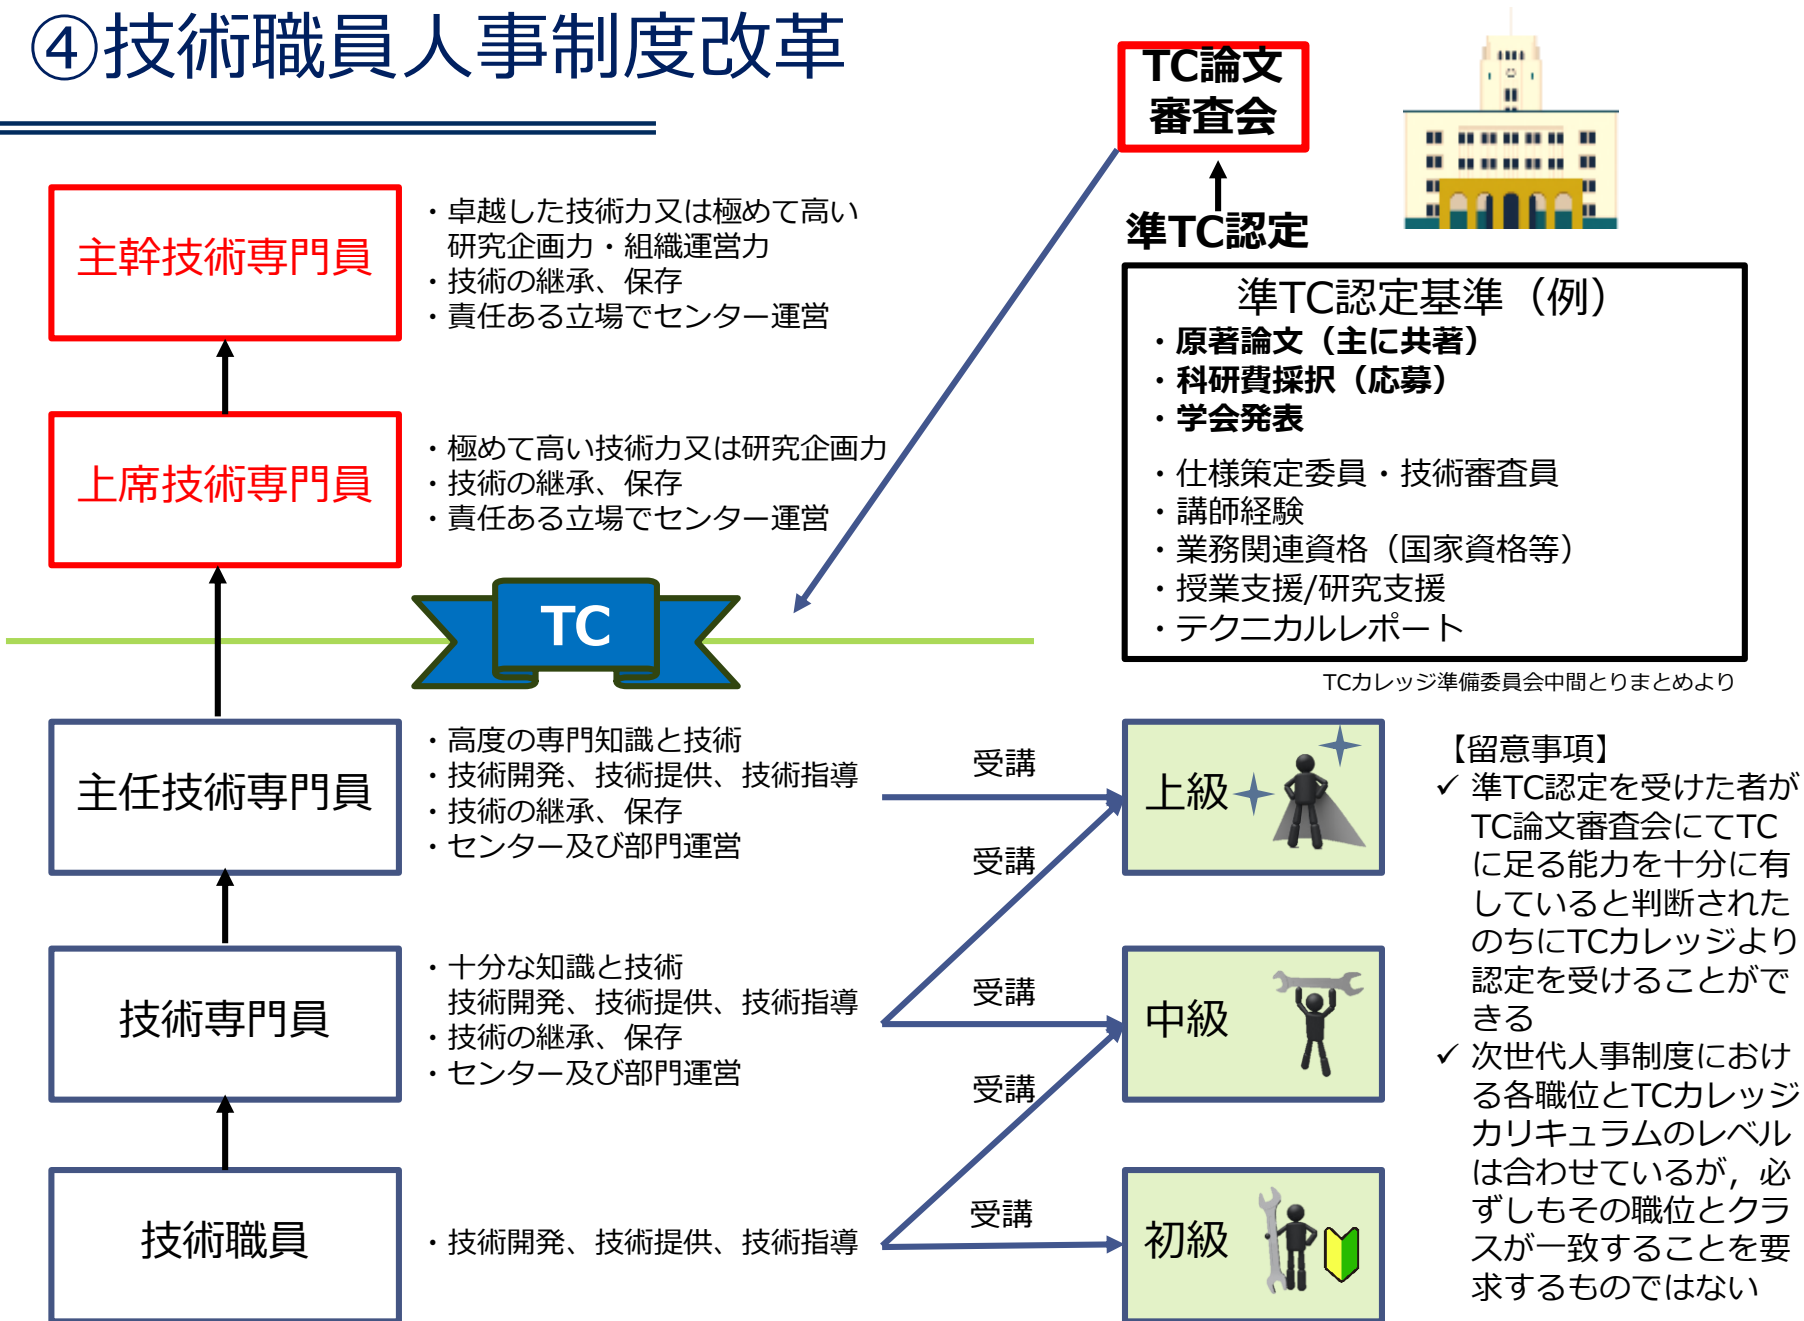 ④技術職員人事制度改革
TC論文
審査会
準TC認定
主幹技術専門員
・卓越した技術力又は極めて高い
研究企画力・組織運営力
・技術の継承、保存
・責任ある立場でセンター運営
上席技術専門員
・極めて高い技術力又は研究企画力
・技術の継承、保存
・責任ある立場でセンター運営
準TC認定基準（例）
・原著論文（主に共著）
・科研費採択（応募）
・学会発表
・仕様策定委員・技術審査員
・講師経験
・業務関連資格（国家資格等）
・授業支援/研究支援
・テクニカルレポート
TCカレッジ準備委員会中間とりまとめより
TC
主任技術専門員
・高度の専門知識と技術
・技術開発、技術提供、技術指導
・技術の継承、保存
・センター及び部門運営
受講
受講
上級
技術専門員
・十分な知識と技術
技術開発、技術提供、技術指導
・技術の継承、保存
・センター及び部門運営
受講
受講
中級
技術職員
・技術開発、技術提供、技術指導
受講
初級
【留意事項】
✓ 準TC認定を受けた者が
TC論文審査会にてTC
に足る能力を十分に有
していると判断された
のちにTCカレッジより
認定を受けることがで
きる
✓ 次世代人事制度におけ
る各職位とTCカレッジ
カリキュラムのレベル
は合わせているが，必
ずしもその職位とクラ
スが一致することを要
求するものではない